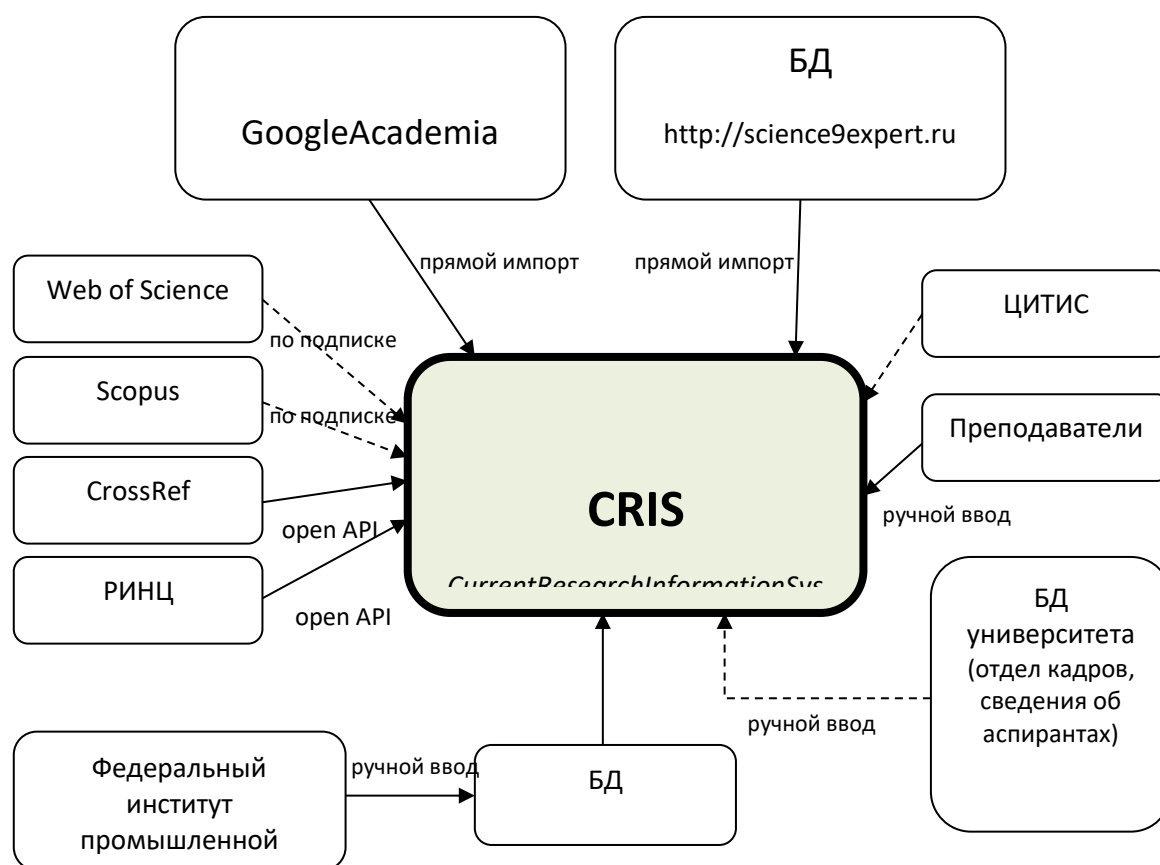 GoogleAcademia
БД
http://science9expert.ru
прямой импорт
прямой импорт
Web of Science
по подписке
Scopus
по подписке
CrossRef
open API
РИНЦ
open API
CRIS
CurrentResearchInformationSys
ЦИТИС
Преподаватели
ручной ввод
БД
университета
(отдел кадров,
сведения об
аспирантах)
ручной ввод
Федеральный
институт
промышленной
ручной ввод
БД